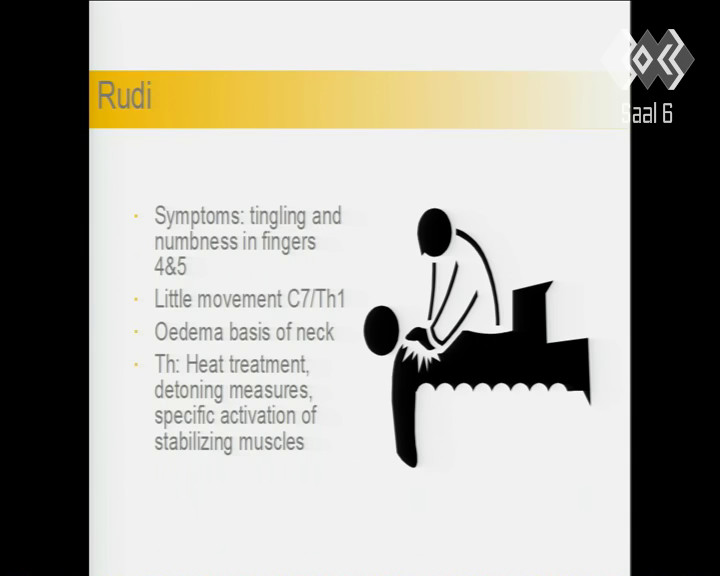 Rudi
Saal 6
• Symptoms: tingling and
numbness in fingers
4&5
• Little movement C7/Th1
• Oedema basis of neck
• Th: Heat treatment,
detoning measures,
specific activation of
stabilizing muscles